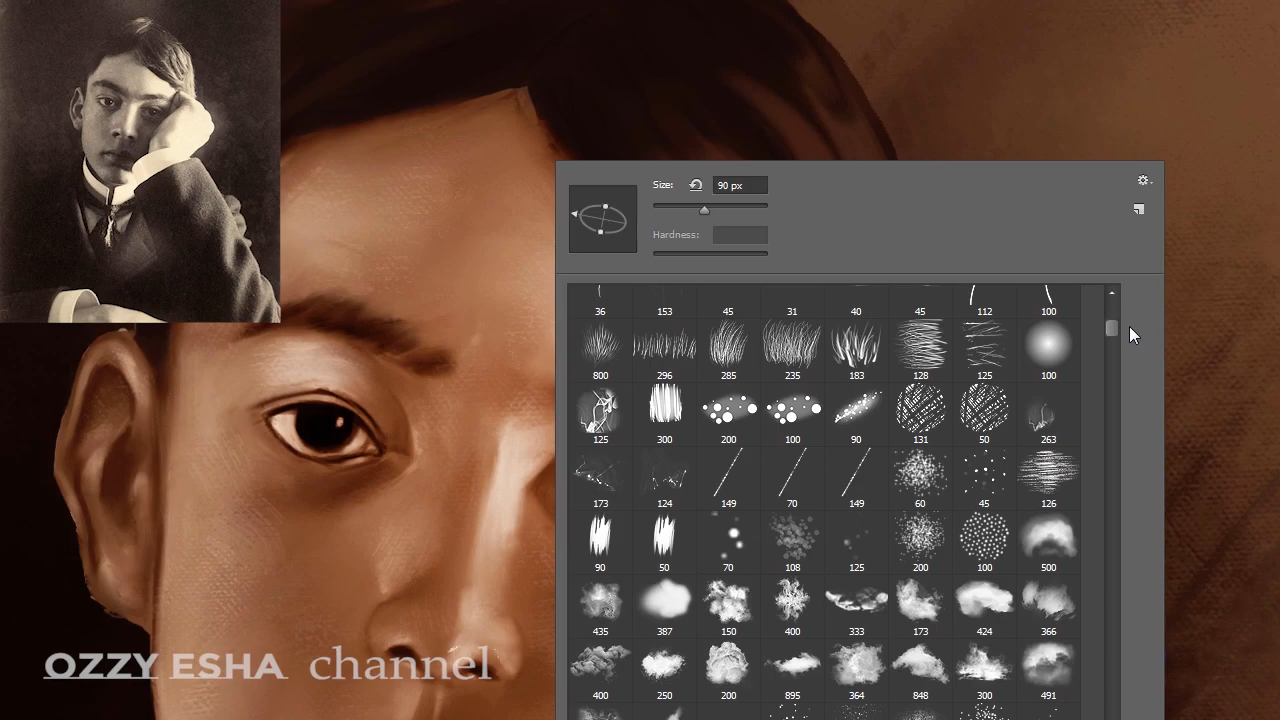 Size: 90 px
Hardness:
36 153 45 31 40 45 112 100
800 296 285 235 183 128 125 100
125 300 200 100 90 131 50 263
173 124 149 70 149 60 45 126
90 50 70 108 125 200 100 500
435 387 150 400 333 173 424 366
400 250 200 895 364 848 300 491
OZZY ESHA channel